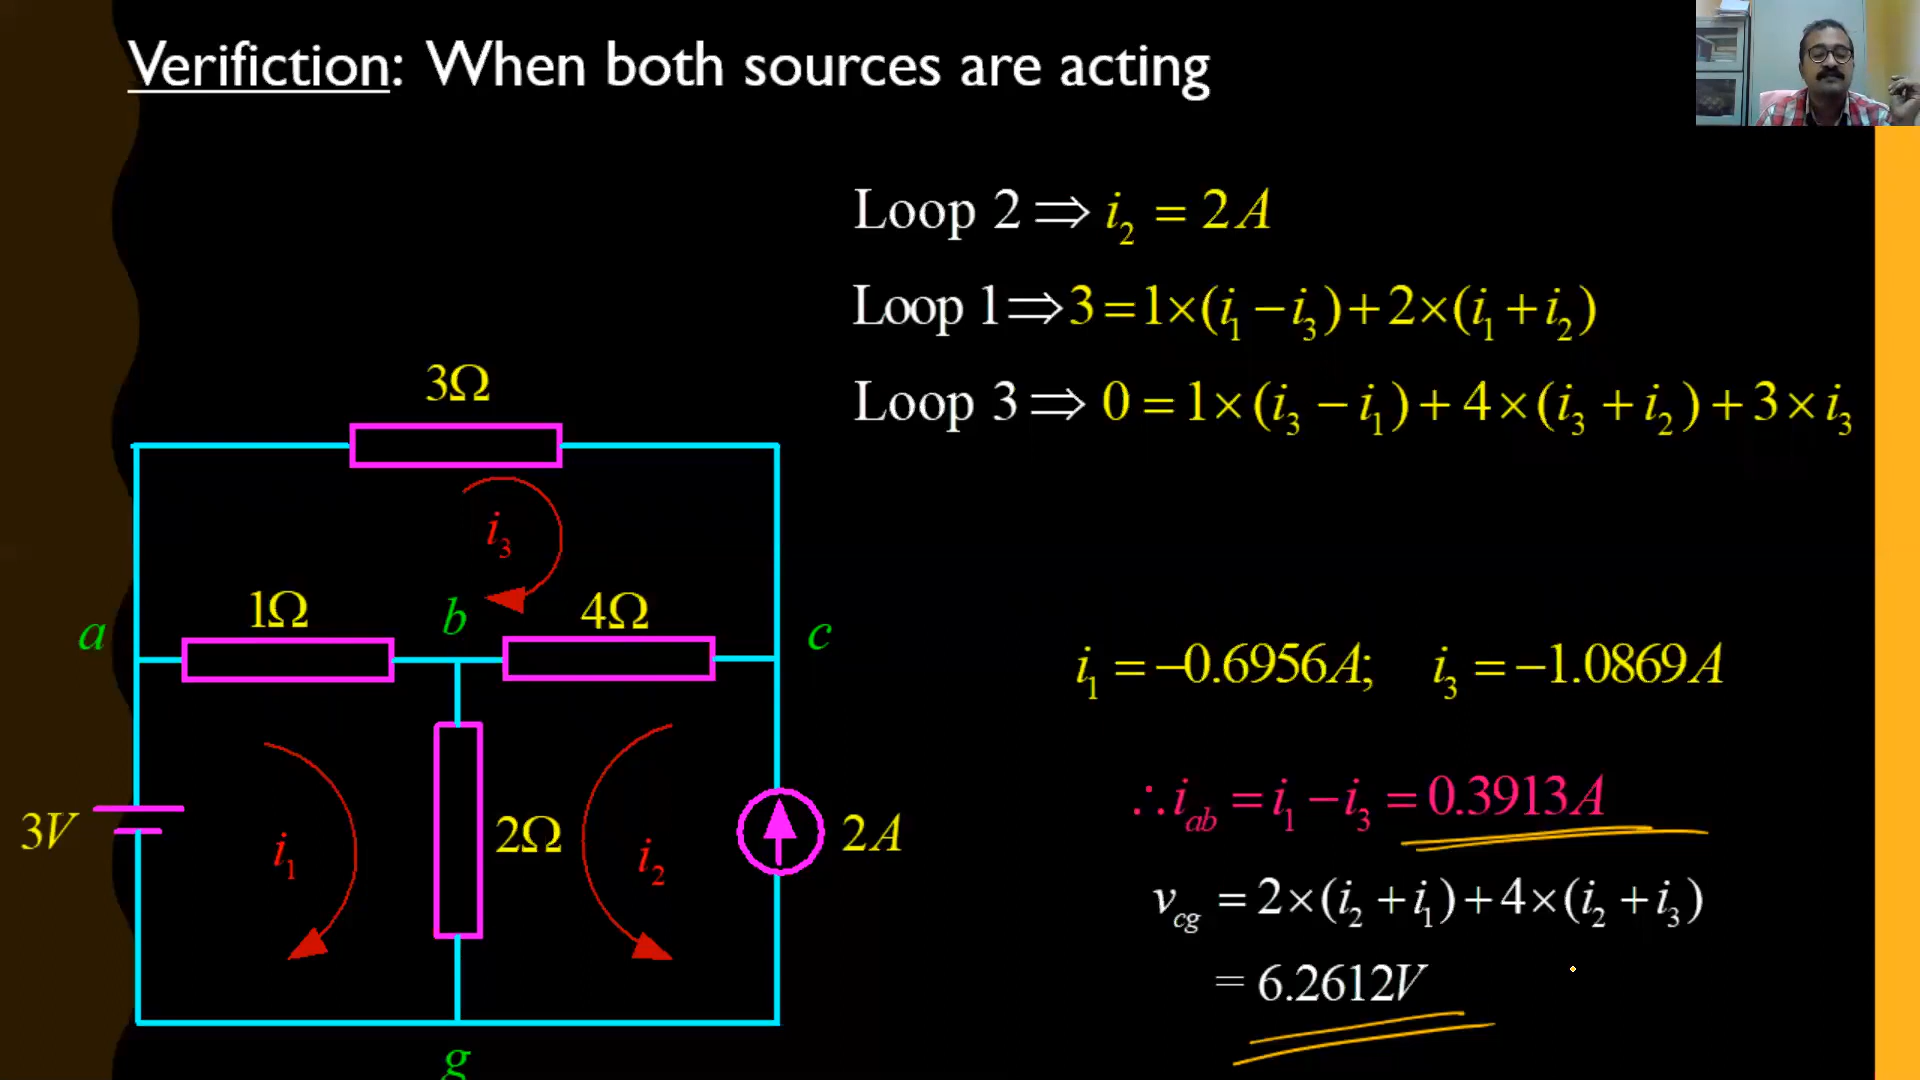 Verifiction: When both sources are acting
Loop 2⇒ i₂ = 2A
Loop 1⇒3=1×(i₁−i₃)+2×(i₁+i₂)
Loop 3⇒ 0=1×(i₃−i₁)+4×(i₃+i₂)+3×i₃
3Ω
i₃
1Ω
b
4Ω
a
c
i₁=−0.6956A; i₃=−1.0869A
∴i_ab=i₁−i₃=0.3913A
3V
i₁
2Ω
i₂
2A
v_cg=2×(i₂+i₁)+4×(i₂+i₃)
=6.2612V
g